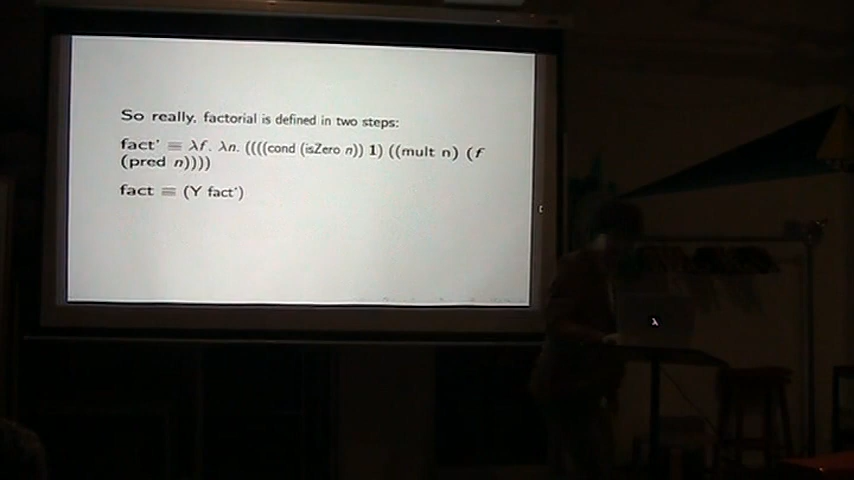 So really, factorial is defined in two steps:
fact' ≡ λf. λn. ((((cond (isZero n)) 1) ((mult n) (f
(pred n))))
fact ≡ (Y fact')
λ